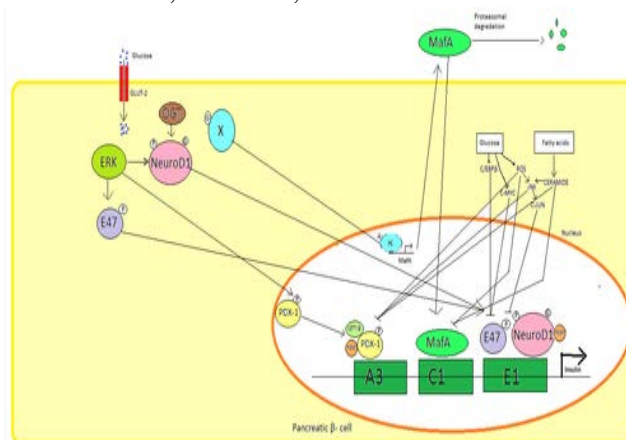 Proteasomal
degradation
MafA
Glucose
GLUT-2
OGT
X
G
P
G
ERK
NeuroD1
Glucose
Fatty acids
C/EBPβ
ROS
CERAMIDE
C-MYC
C-JUN
E47
P
Nucleus
MafA
P
PDX-1
P
PDX-1
MafA
E47
P
P
G
NeuroD1
A3
C1
E1
Insulin
Pancreatic β- cell